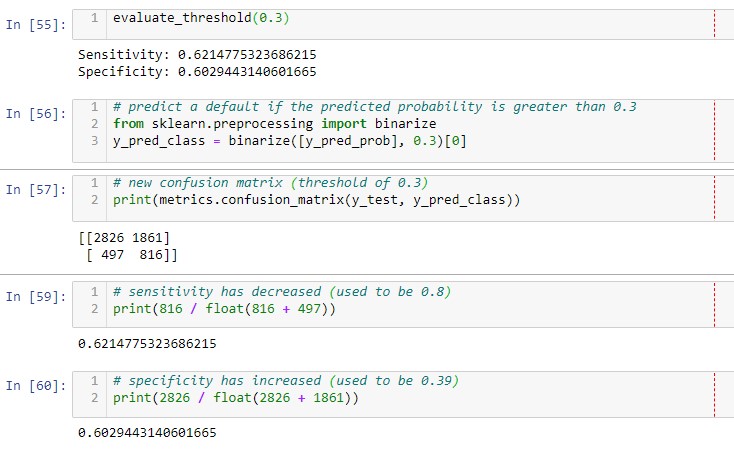 In [55]: 1 evaluate_threshold(0.3)
Sensitivity: 0.6214775323686215
Specificity: 0.6029443140601665
In [56]: 1 # predict a default if the predicted probability is greater than 0.3
2 from sklearn.preprocessing import binarize
3 y_pred_class = binarize([y_pred_prob], 0.3)[0]
In [57]: 1 # new confusion matrix (threshold of 0.3)
2 print(metrics.confusion_matrix(y_test, y_pred_class))
[[2826 1861]
[ 497 816]]
In [59]: 1 # sensitivity has decreased (used to be 0.8)
2 print(816 / float(816 + 497))
0.6214775323686215
In [60]: 1 # specificity has increased (used to be 0.39)
2 print(2826 / float(2826 + 1861))
0.6029443140601665